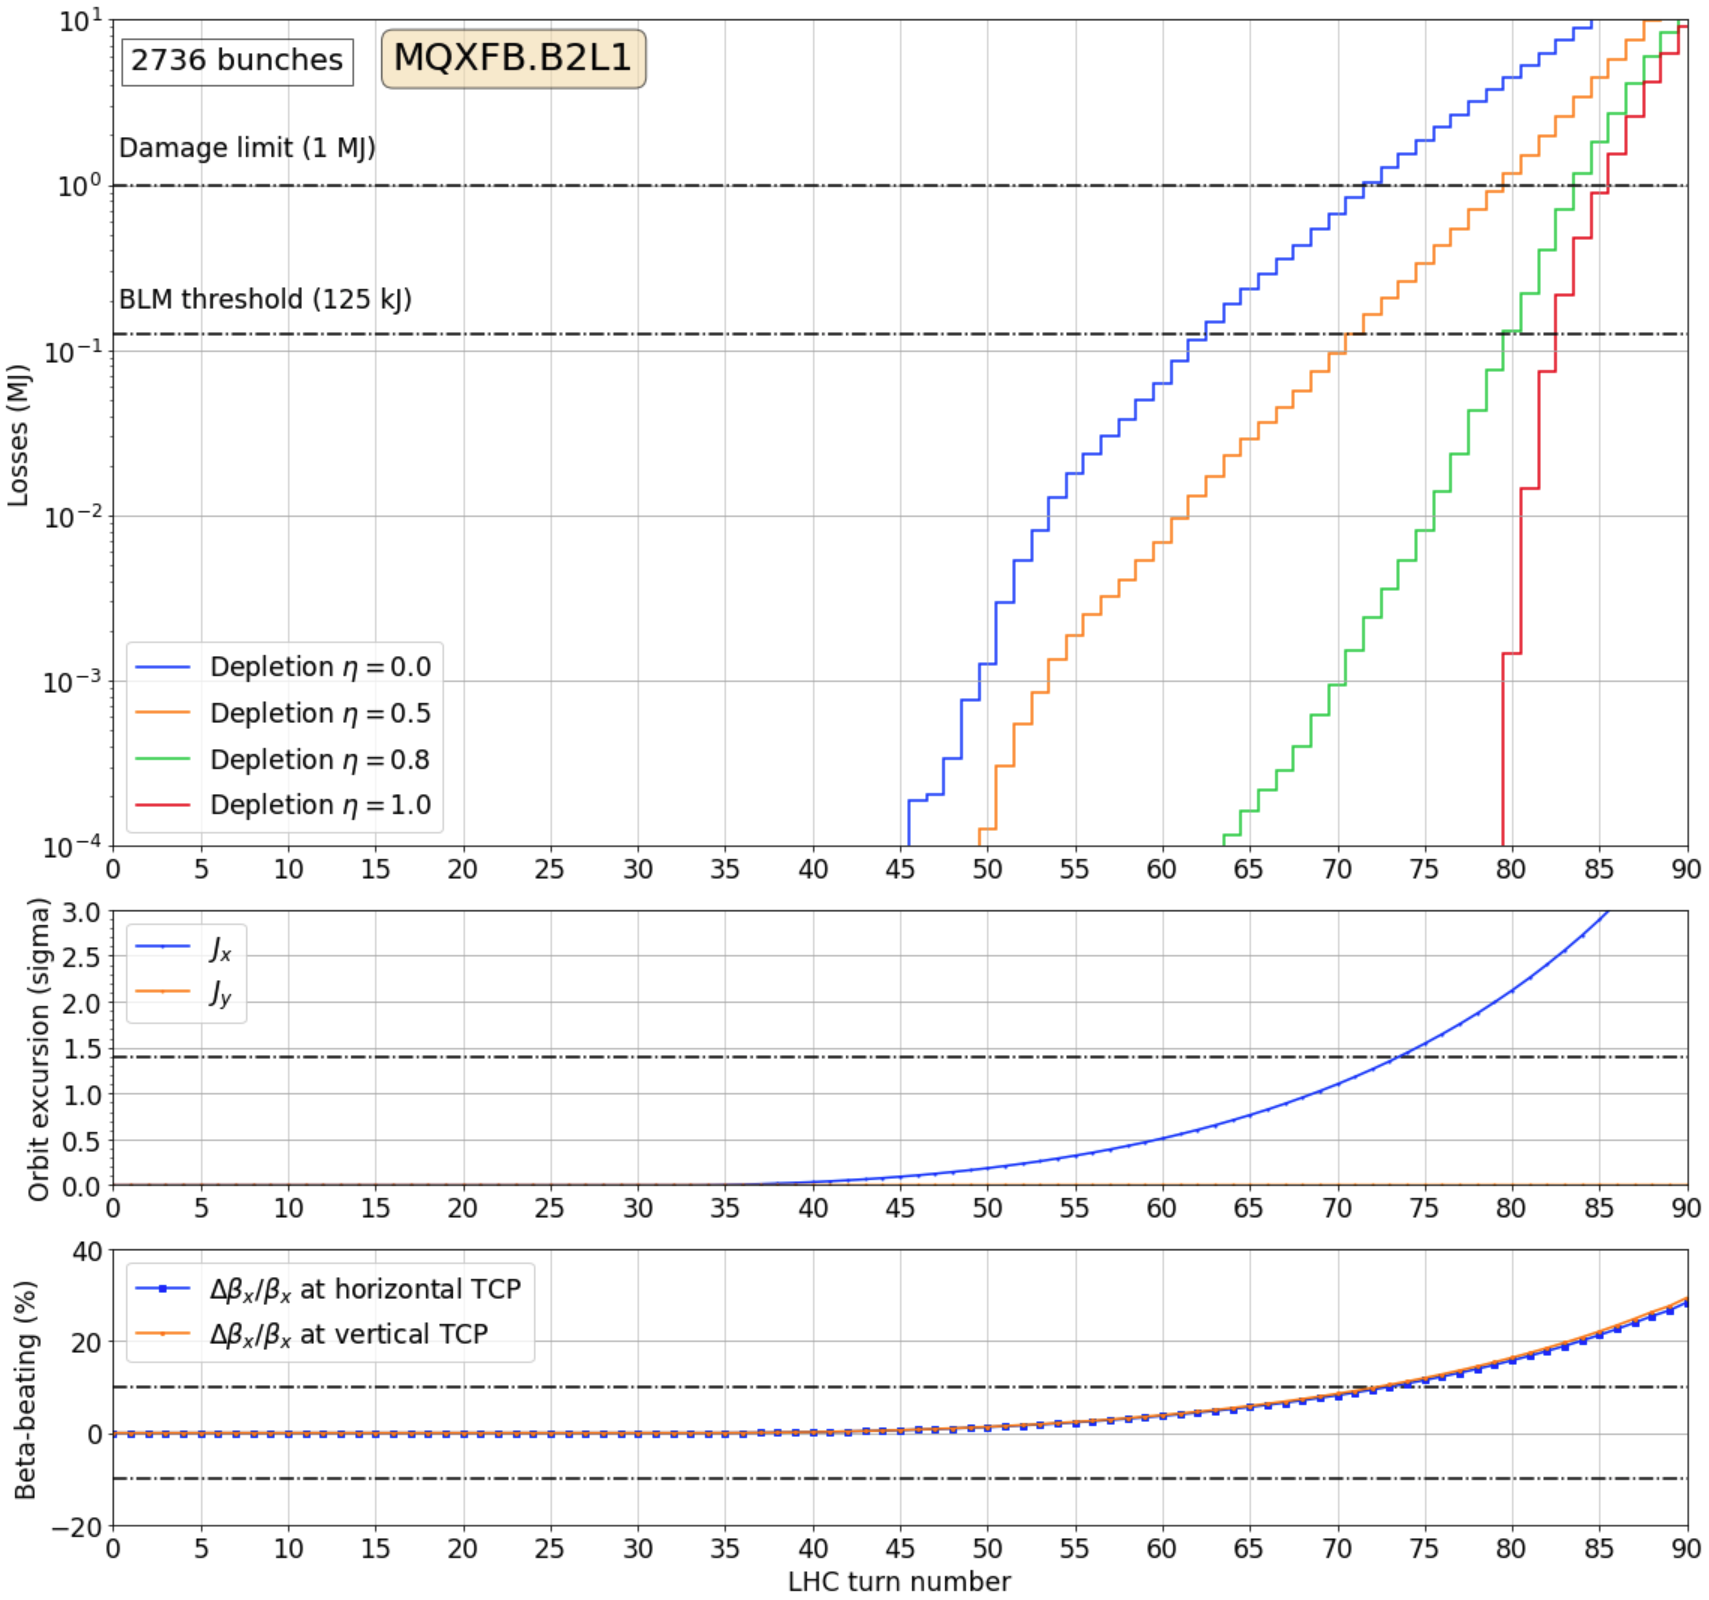 2736 bunches
MQXFB.B2L1
Damage limit (1 MJ)
BLM threshold (125 kJ)
Losses (MJ)
10¹
10⁰
10⁻¹
10⁻²
10⁻³
10⁻⁴
Depletion η = 0.0
Depletion η = 0.5
Depletion η = 0.8
Depletion η = 1.0
0 5 10 15 20 25 30 35 40 45 50 55 60 65 70 75 80 85 90
Orbit excursion (sigma)
3.0
2.5
2.0
1.5
1.0
0.5
0.0
Jₓ
J_y
0 5 10 15 20 25 30 35 40 45 50 55 60 65 70 75 80 85 90
Beta-beating (%)
40
20
0
−20
Δβₓ/βₓ at horizontal TCP
Δβₓ/βₓ at vertical TCP
0 5 10 15 20 25 30 35 40 45 50 55 60 65 70 75 80 85 90
LHC turn number